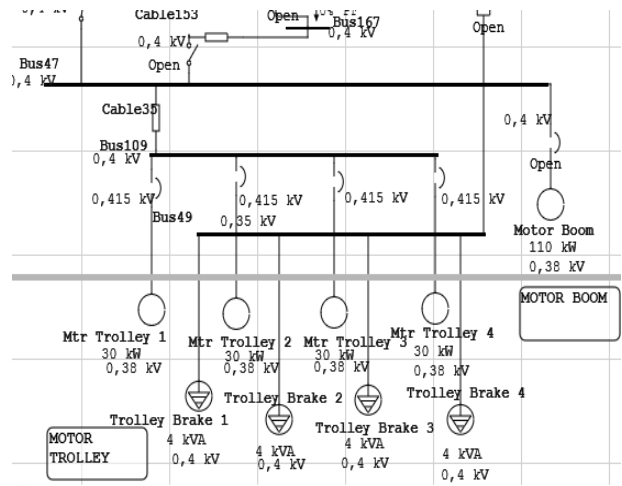 Cable153
Open
Bus167
0,4 kV
0,4 kV
Open
Open
Bus47
0,4 kV
Cable35
0,4 kV
Bus109
0,4 kV
Open
0,415 kV
0,415 kV
0,415 kV
0,415 kV
Bus49
0,35 kV
Motor Boom
110 kW
0,38 kV
MOTOR BOOM
Mtr Trolley 1
30 kW
0,38 kV
Mtr Trolley 2
30 kW
0,38 kV
Mtr Trolley 3
30 kW
0,38 kV
Mtr Trolley 4
30 kW
0,38 kV
Trolley Brake 1
4 kVA
0,4 kV
Trolley Brake 2
4 kVA
0,4 kV
Trolley Brake 3
4 kVA
0,4 kV
Trolley Brake 4
4 kVA
0,4 kV
MOTOR
TROLLEY